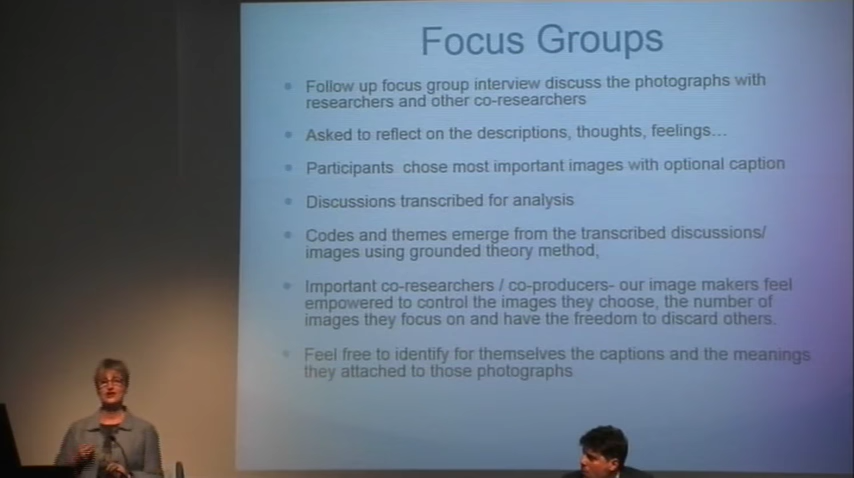 Focus Groups
Follow up focus group interview discuss the photographs with
researchers and other co-researchers
Asked to reflect on the descriptions, thoughts, feelings…
Participants chose most important images with optional caption
Discussions transcribed for analysis
Codes and themes emerge from the transcribed discussions/
images using grounded theory method,
Important co-researchers / co-producers- our image makers feel
empowered to control the images they choose, the number of
images they focus on and have the freedom to discard others.
Feel free to identify for themselves the captions and the meanings
they attached to those photographs